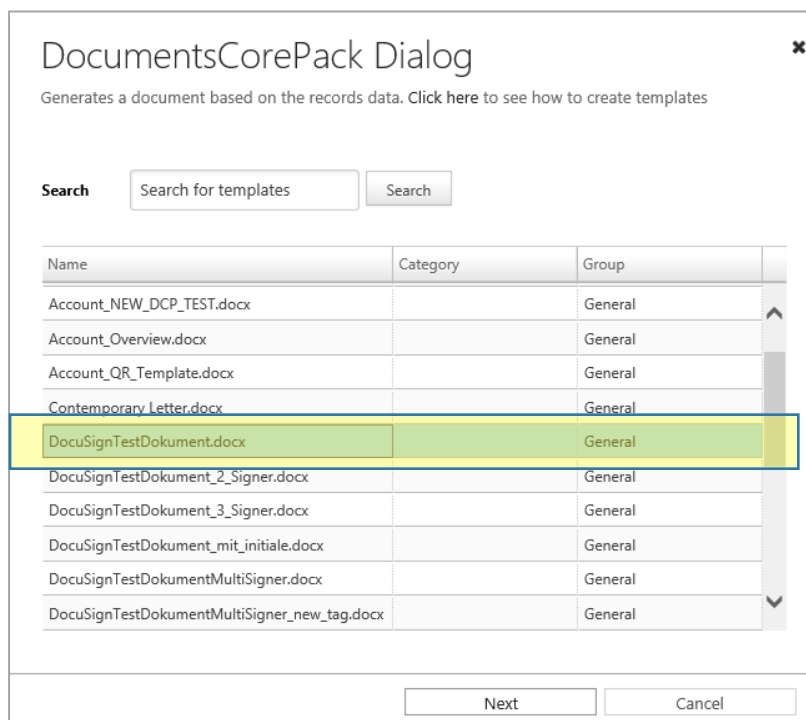 DocumentsCorePack Dialog
Generates a document based on the records data. Click here to see how to create templates
Search Search for templates Search
Name Category Group
Account_NEW_DCP_TEST.docx General
Account_Overview.docx General
Account_QR_Template.docx General
Contemporary Letter.docx General
DocuSignTestDokument.docx General
DocuSignTestDokument_2_Signer.docx General
DocuSignTestDokument_3_Signer.docx General
DocuSignTestDokument_mit_initiale.docx General
DocuSignTestDokumentMultiSigner.docx General
DocuSignTestDokumentMultiSigner_new_tag.docx General
Next Cancel